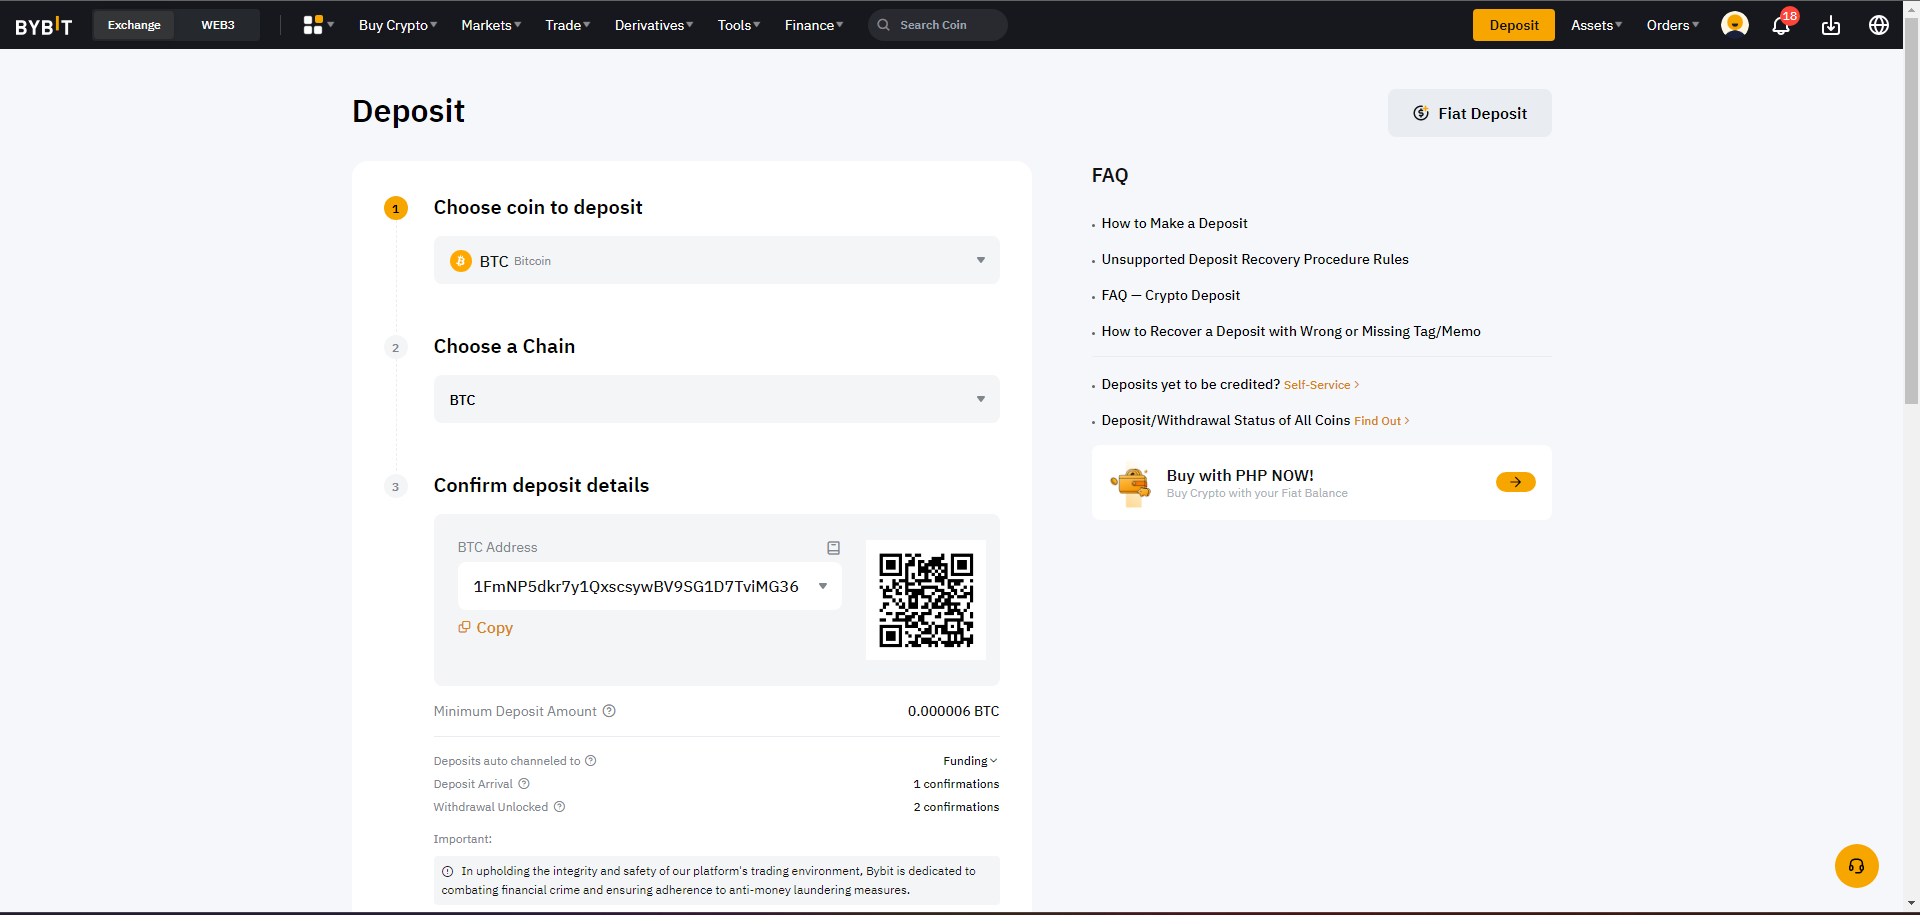 BYBIT
Exchange
WEB3
Buy Crypto
Markets
Trade
Derivatives
Tools
Finance
Search Coin
Deposit
Assets
Orders
18
Deposit
Fiat Deposit
1
Choose coin to deposit
BTC Bitcoin
2
Choose a Chain
BTC
3
Confirm deposit details
BTC Address
1FmNP5dkr7y1QxscsywBV9SG1D7TviMG36
Copy
Minimum Deposit Amount
0.000006 BTC
Deposits auto channeled to
Funding
Deposit Arrival
1 confirmations
Withdrawal Unlocked
2 confirmations
Important:
In upholding the integrity and safety of our platform's trading environment, Bybit is dedicated to
combating financial crime and ensuring adherence to anti-money laundering measures.
FAQ
How to Make a Deposit
Unsupported Deposit Recovery Procedure Rules
FAQ — Crypto Deposit
How to Recover a Deposit with Wrong or Missing Tag/Memo
Deposits yet to be credited? Self-Service
Deposit/Withdrawal Status of All Coins Find Out
Buy with PHP NOW!
Buy Crypto with your Fiat Balance